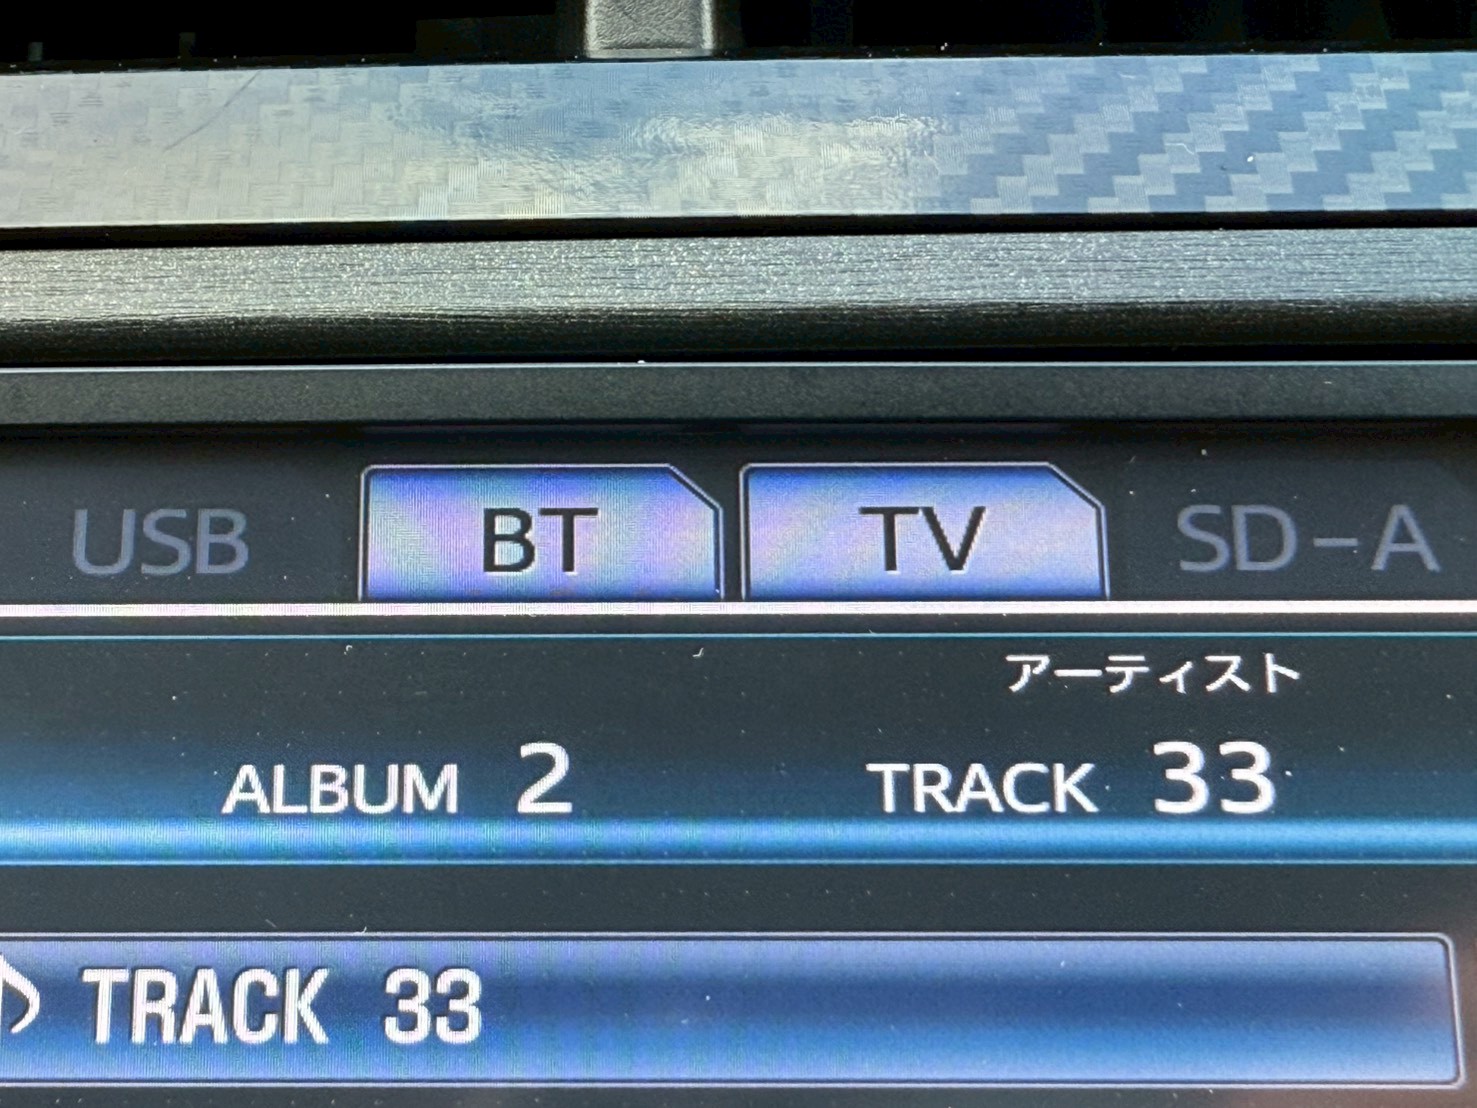 USB BT TV SD-A
アーティスト
ALBUM 2 TRACK 33
♪ TRACK 33